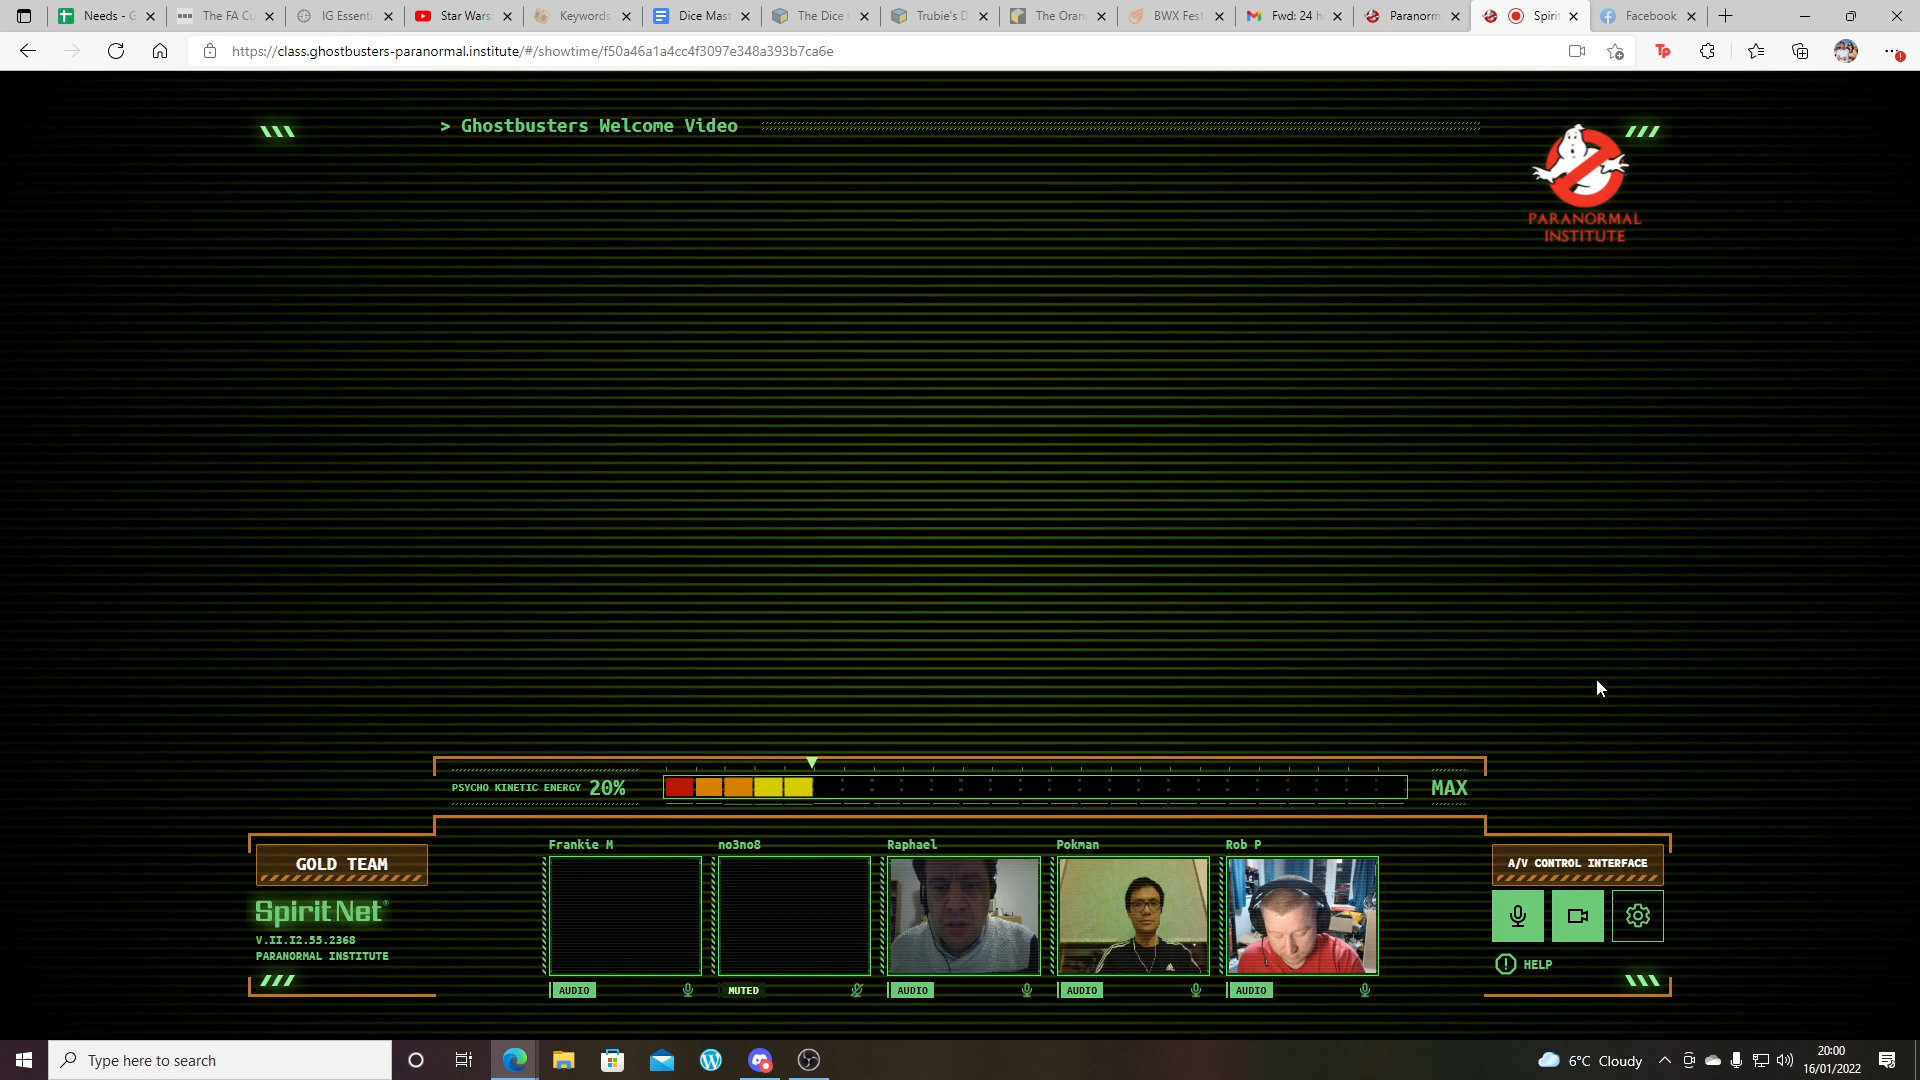 Needs - G
The FA Cu
IG Essenti
Star Wars:
Keywords
Dice Mast
The Dice
Trubie's D
The Oran
BWX Fest
Fwd: 24 h
Paranorm
Spirit
Facebook
https://class.ghostbusters-paranormal.institute/#/showtime/f50a46a1a4cc4f3097e348a393b7ca6e
Tp
> Ghostbusters Welcome Video
PARANORMAL
INSTITUTE
PSYCHO KINETIC ENERGY 20%
MAX
GOLD TEAM
Spirit Net®
V.II.I2.55.2368
PARANORMAL INSTITUTE
Frankie M
no3no8
Raphael
Pokman
Rob P
AUDIO
MUTED
AUDIO
AUDIO
AUDIO
A/V CONTROL INTERFACE
HELP
Type here to search
6°C Cloudy
20:00
16/01/2022